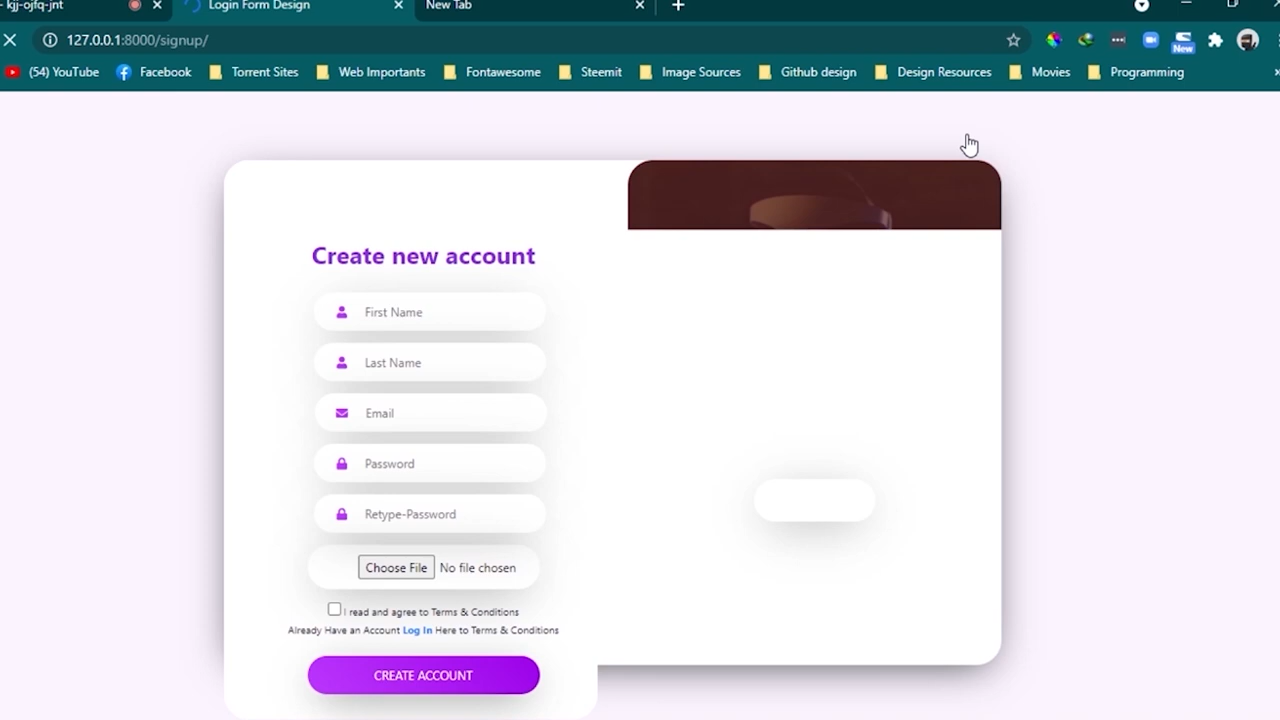 - kjj-ojfq-jnt
Login Form Design
New Tab
127.0.0.1:8000/signup/
New
(54) YouTube
Facebook
Torrent Sites
Web Importants
Fontawesome
Steemit
Image Sources
Github design
Design Resources
Movies
Programming
Create new account
First Name
Last Name
Email
Password
Retype-Password
Choose File No file chosen
I read and agree to Terms & Conditions
Already Have an Account Log In Here to Terms & Conditions
CREATE ACCOUNT